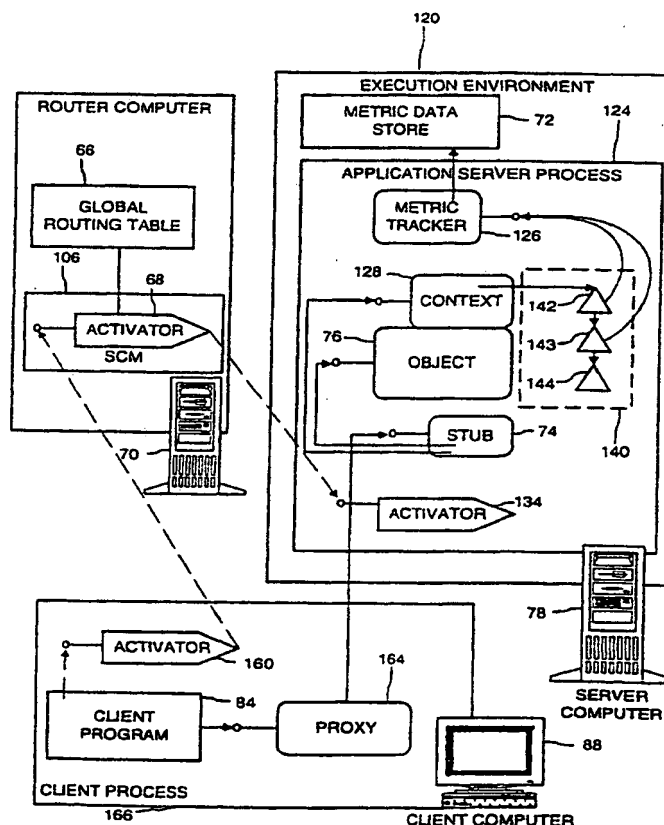 120
EXECUTION ENVIRONMENT
METRIC DATA
STORE
72
124
APPLICATION SERVER PROCESS
METRIC
TRACKER
126
128
CONTEXT
142
76
OBJECT
143
144
STUB
74
140
ACTIVATOR
134
78
SERVER
COMPUTER
ROUTER COMPUTER
66
GLOBAL
ROUTING TABLE
106
68
ACTIVATOR
SCM
70
ACTIVATOR
160
84
CLIENT
PROGRAM
164
PROXY
88
CLIENT PROCESS
166
CLIENT COMPUTER